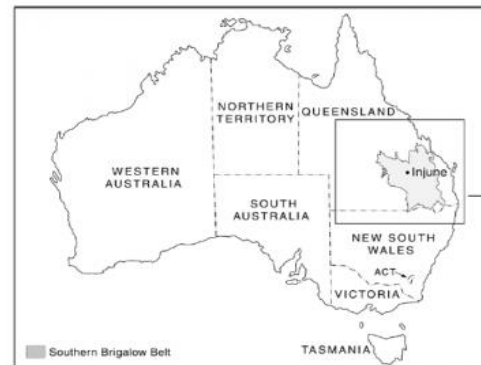 NORTHERN
TERRITORY
QUEENSLAND
WESTERN
AUSTRALIA
Injune
SOUTH
AUSTRALIA
NEW SOUTH
WALES
ACT
VICTORIA
TASMANIA
Southern Brigalow Belt